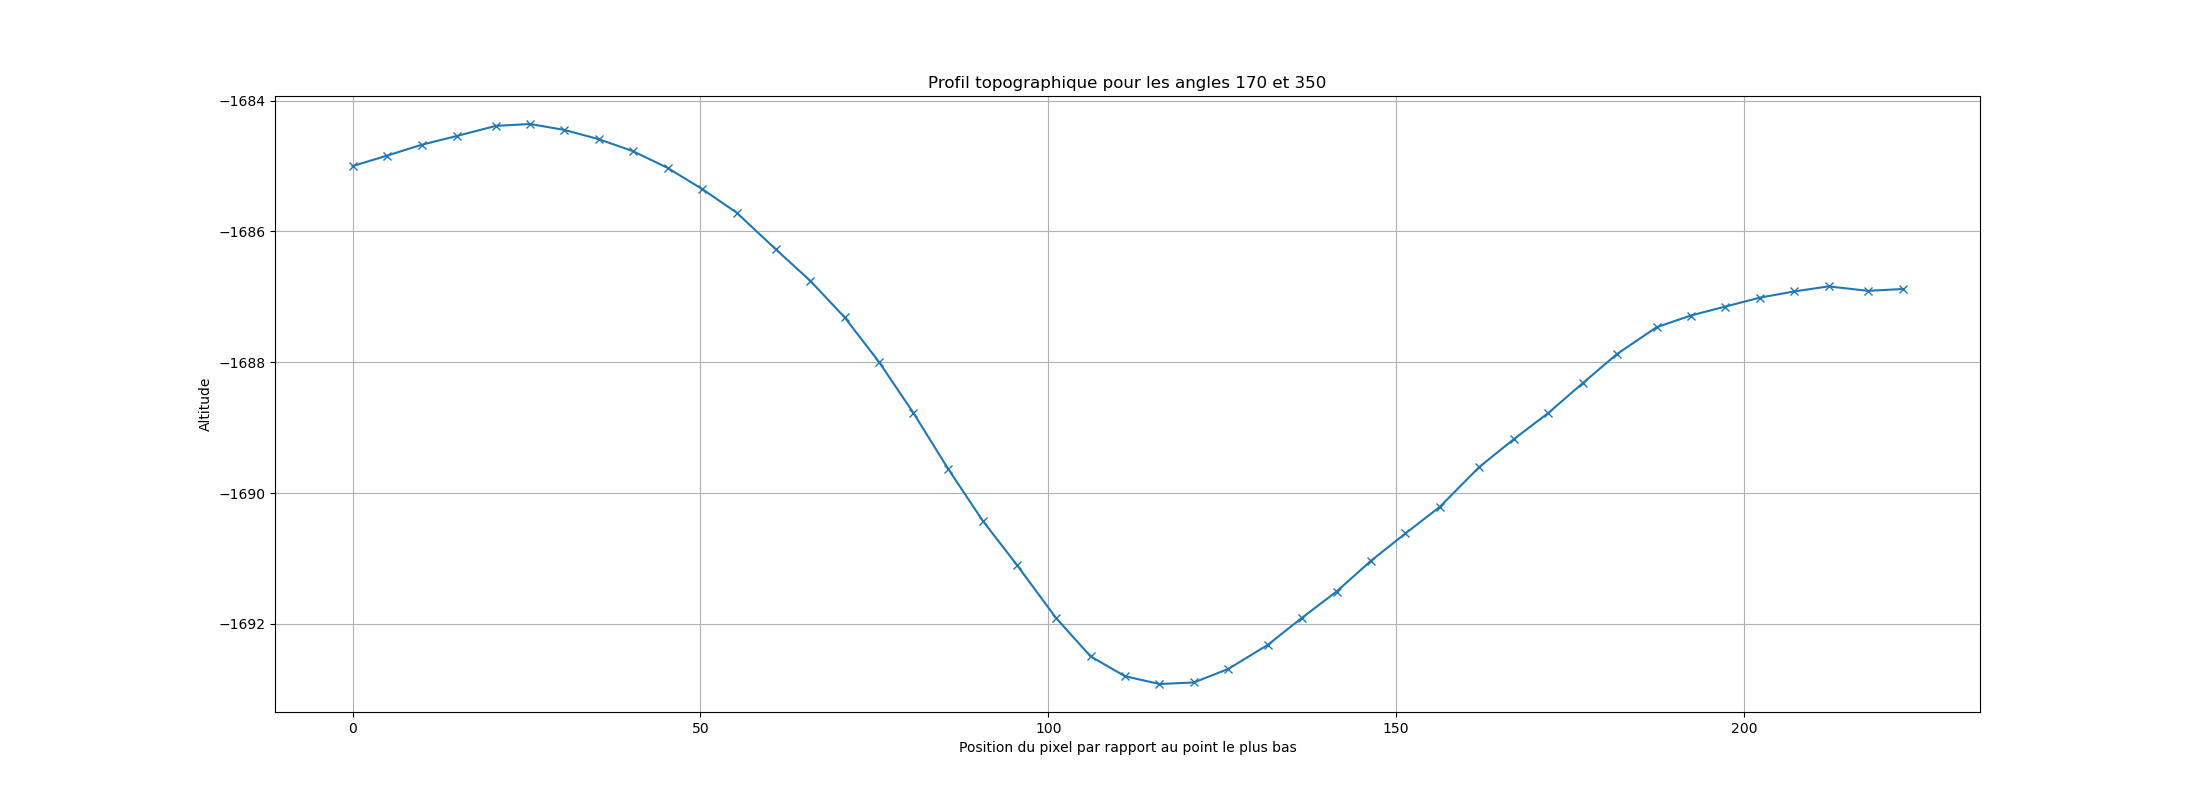 Profil topographique pour les angles 170 et 350
−1684
−1686
−1688
−1690
−1692
Altitude
0 50 100 150 200
Position du pixel par rapport au point le plus bas